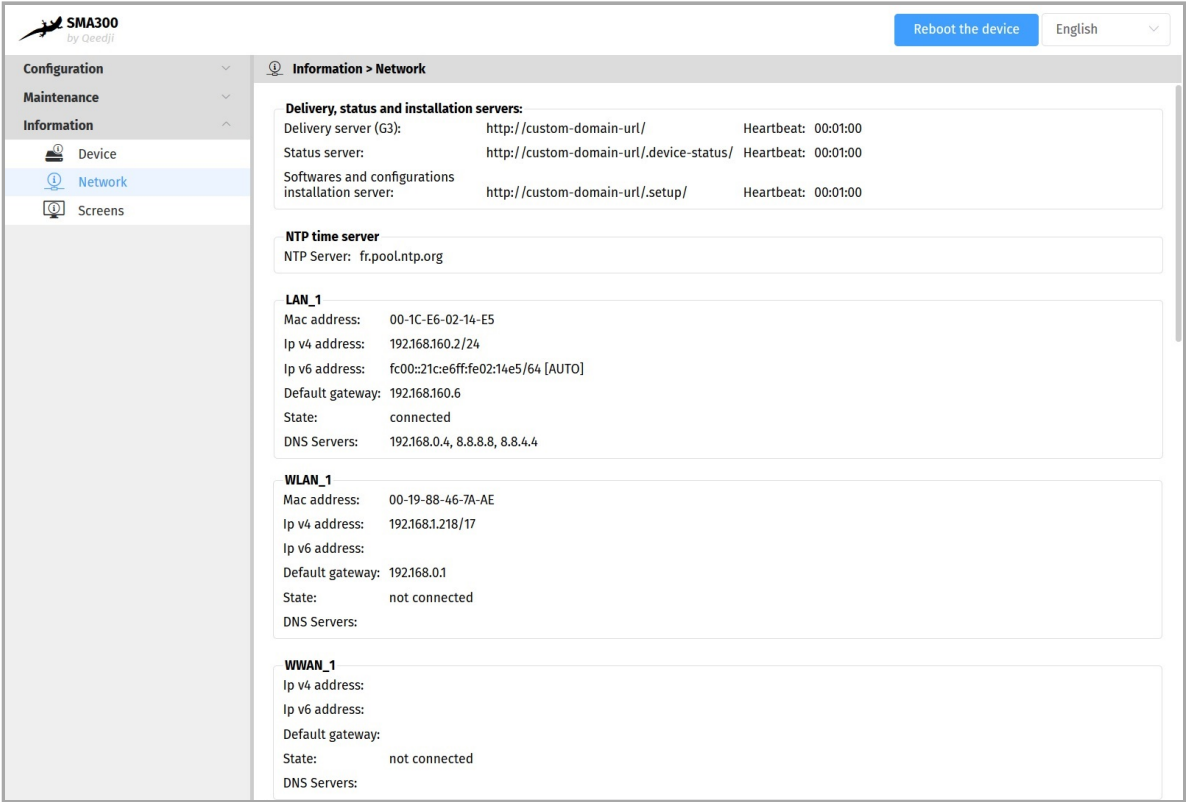 SMA300
by Qeedji
Reboot the device
English
Configuration
Maintenance
Information
Device
Network
Screens
Information > Network
Delivery, status and installation servers:
Delivery server (G3): http://custom-domain-url/ Heartbeat: 00:01:00
Status server: http://custom-domain-url/.device-status/ Heartbeat: 00:01:00
Softwares and configurations
installation server: http://custom-domain-url/.setup/ Heartbeat: 00:01:00
NTP time server
NTP Server: fr.pool.ntp.org
LAN_1
Mac address: 00-1C-E6-02-14-E5
Ip v4 address: 192.168.160.2/24
Ip v6 address: fc00::21c:e6ff:fe02:14e5/64 [AUTO]
Default gateway: 192.168.160.6
State: connected
DNS Servers: 192.168.0.4, 8.8.8.8, 8.8.4.4
WLAN_1
Mac address: 00-19-88-46-7A-AE
Ip v4 address: 192.168.1.218/17
Ip v6 address:
Default gateway: 192.168.0.1
State: not connected
DNS Servers:
WWAN_1
Ip v4 address:
Ip v6 address:
Default gateway:
State: not connected
DNS Servers: